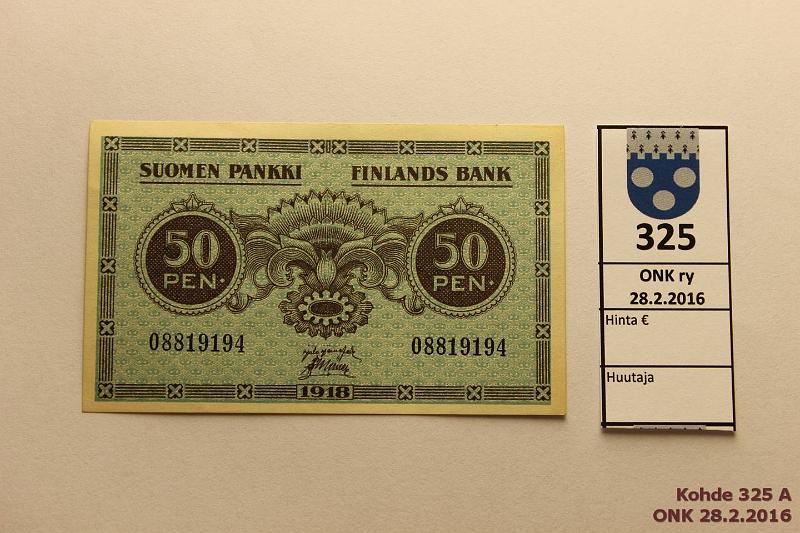 SUOMEN PANKKI FINLANDS BANK
50 PEN· 50 PEN·
08819194 08819194
1918
325
ONK ry
28.2.2016
Hinta €
Huutaja
Kohde 325 A
ONK 28.2.2016